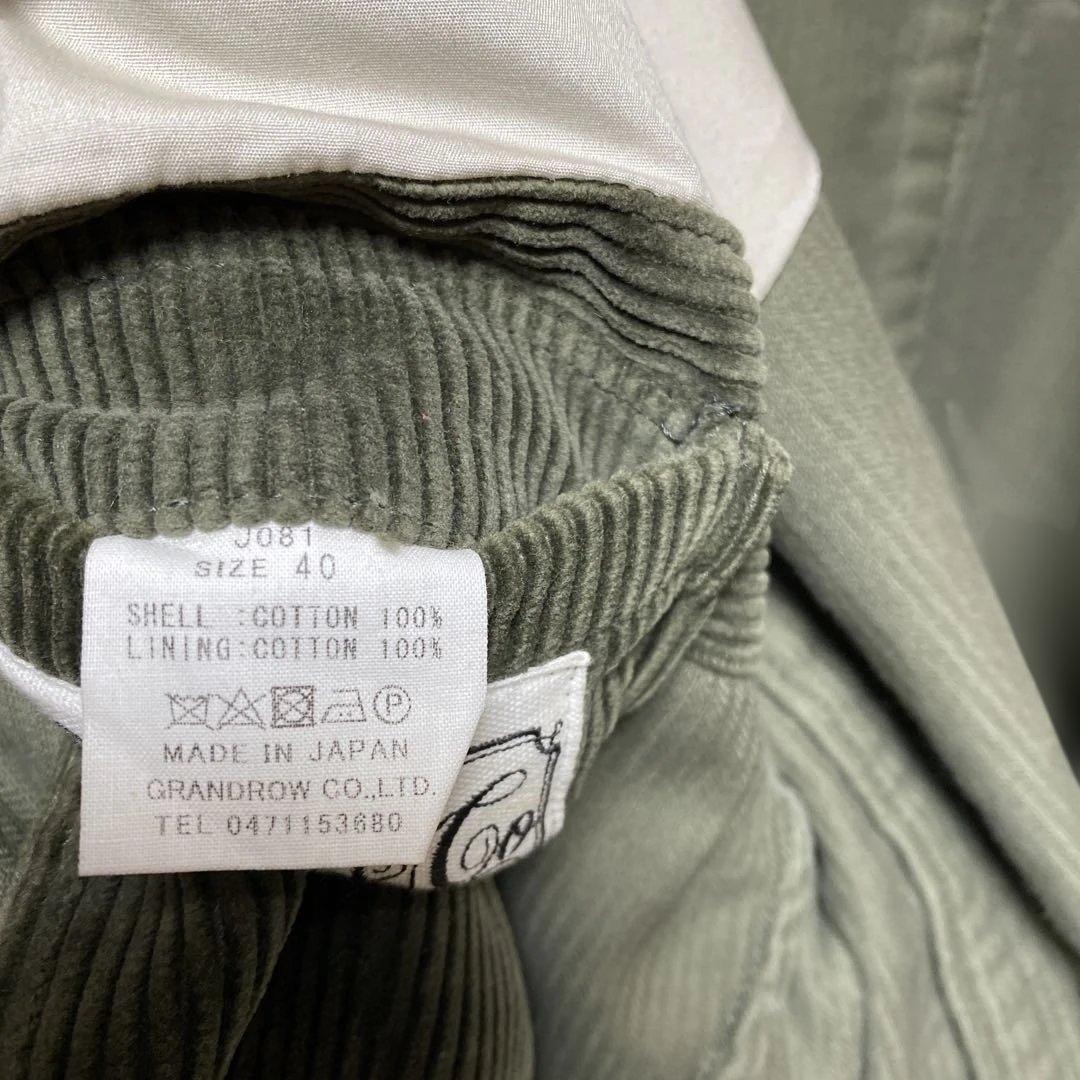 J081
SIZE 40
SHELL :COTTON 100%
LINING:COTTON 100%
MADE IN JAPAN
GRANDROW CO.,LTD.
TEL 0471153680